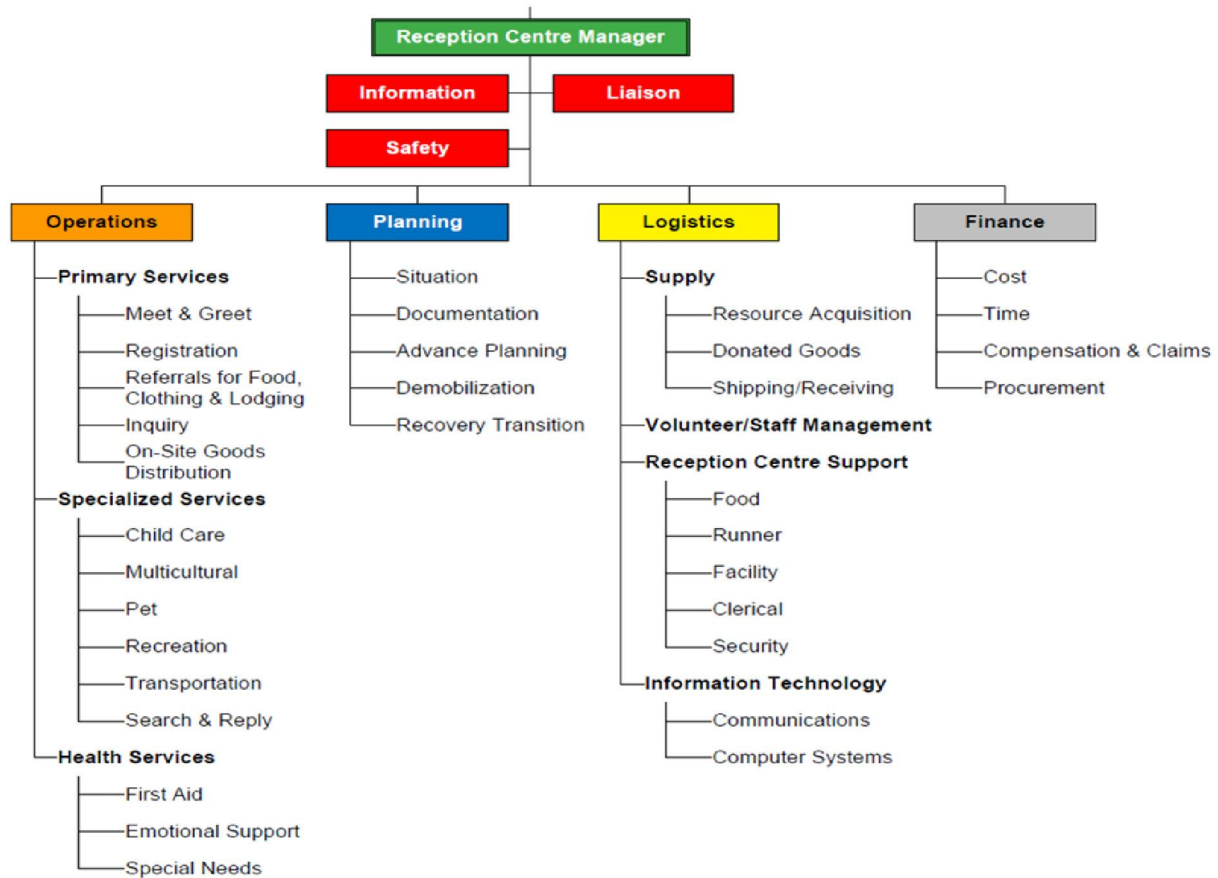 Reception Centre Manager
Information
Liaison
Safety
Operations
Primary Services
Meet & Greet
Registration
Referrals for Food,
Clothing & Lodging
Inquiry
On-Site Goods
Distribution
Specialized Services
Child Care
Multicultural
Pet
Recreation
Transportation
Search & Reply
Health Services
First Aid
Emotional Support
Special Needs
Planning
Situation
Documentation
Advance Planning
Demobilization
Recovery Transition
Logistics
Supply
Resource Acquisition
Donated Goods
Shipping/Receiving
Volunteer/Staff Management
Reception Centre Support
Food
Runner
Facility
Clerical
Security
Information Technology
Communications
Computer Systems
Finance
Cost
Time
Compensation & Claims
Procurement